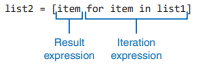 list2 = [item for item in list1]
Result Iteration
expression expression